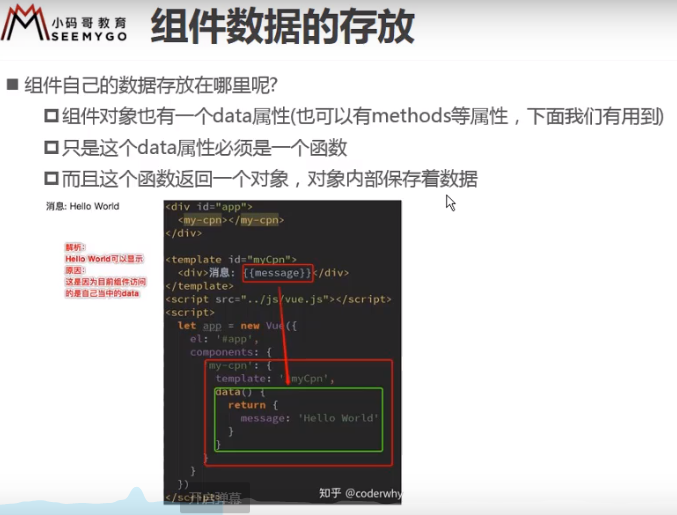 小码哥教育
SEEMYGO
组件数据的存放
组件自己的数据存放在哪里呢?
组件对象也有一个data属性(也可以有methods等属性，下面我们有用到)
只是这个data属性必须是一个函数
而且这个函数返回一个对象，对象内部保存着数据
消息: Hello World
解析：
Hello World可以显示
原因：
这是因为目前组件访问
的是自己当中的data
<div id="app">
<my-cpn></my-cpn>
</div>
<template id="myCpn">
<div>消息: {{message}}</div>
</template>
<script src="../js/vue.js"></script>
<script>
let app = new Vue({
el: '#app',
components: {
'my-cpn': {
template: '#myCpn',
data() {
return {
message: 'Hello World'
}
}
}
}
})
</script>
开启弹幕
知乎 @coderwhy